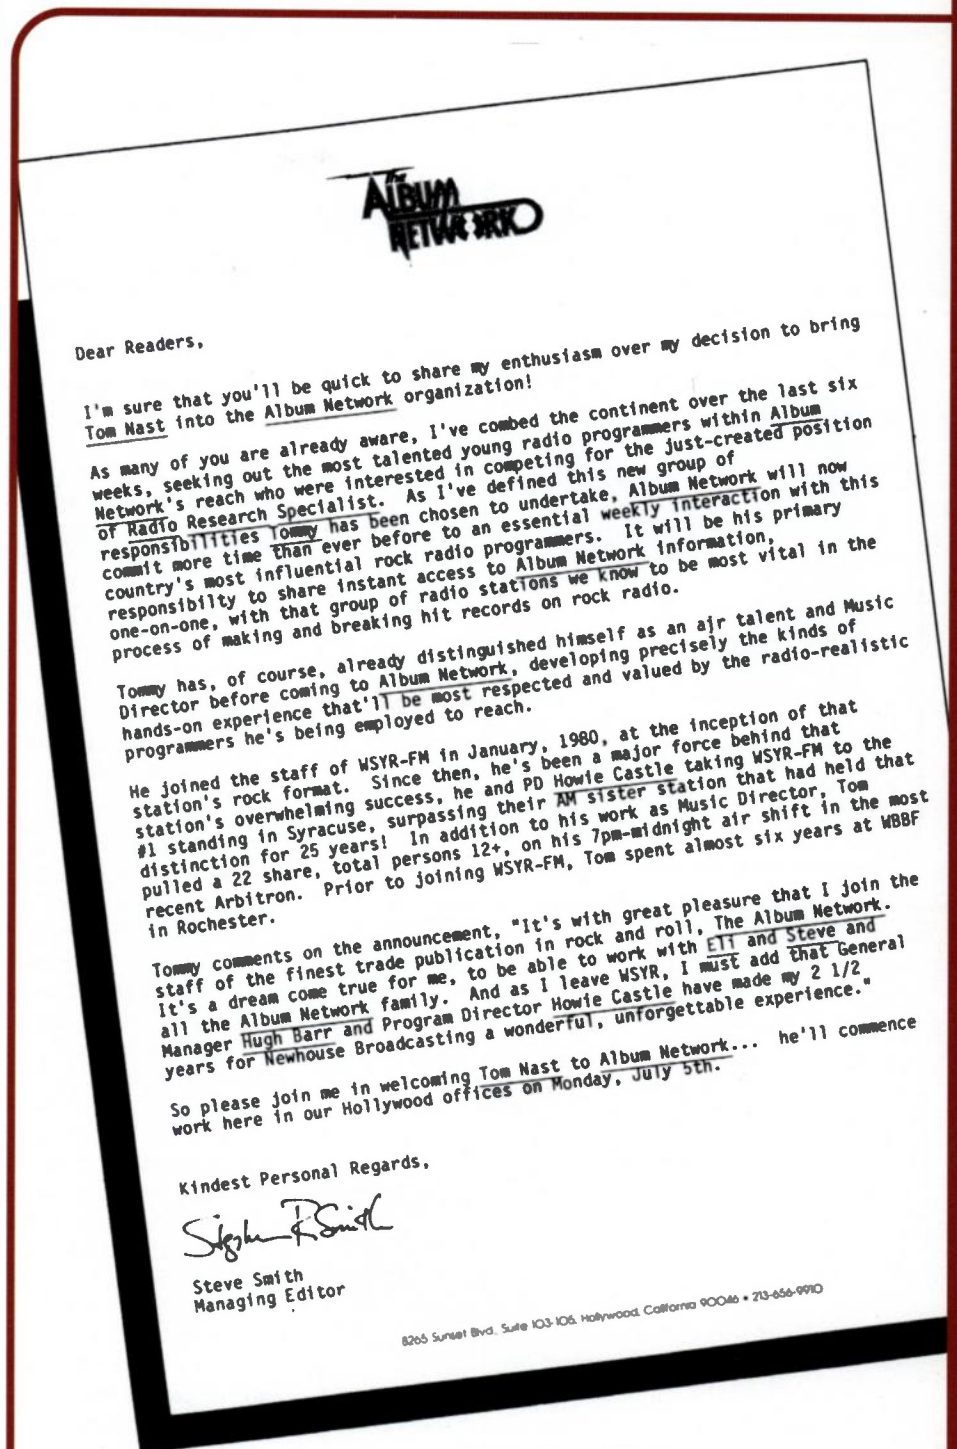 The
ALBUM
NETWORK
Dear Readers,
I'm sure that you'll be quick to share my enthusiasm over my decision to bring
Tom Nast into the Album Network organization!
As many of you are already aware, I've combed the continent over the last six
weeks, seeking out the most talented young radio programmers within Album
Network's reach who were interested in competing for the just-created position
of Radio Research Specialist. As I've defined this new group of
responsibilities Tommy has been chosen to undertake, Album Network will now
commit more time than ever before to an essential weekly interaction with this
country's most influential rock radio programmers. It will be his primary
responsibilty to share instant access to Album Network information,
one-on-one, with that group of radio stations we know to be most vital in the
process of making and breaking hit records on rock radio.
Tommy has, of course, already distinguished himself as an ajr talent and Music
Director before coming to Album Network, developing precisely the kinds of
hands-on experience that'll be most respected and valued by the radio-realistic
programmers he's being employed to reach.
He joined the staff of WSYR-FM in January, 1980, at the inception of that
station's rock format. Since then, he's been a major force behind that
station's overwhelming success, he and PD Howie Castle taking WSYR-FM to the
#1 standing in Syracuse, surpassing their AM sister station that had held that
distinction for 25 years! In addition to his work as Music Director, Tom
pulled a 22 share, total persons 12+, on his 7pm-midnight air shift in the most
recent Arbitron. Prior to joining WSYR-FM, Tom spent almost six years at WBBF
in Rochester.
Tommy comments on the announcement, "It's with great pleasure that I join the
staff of the finest trade publication in rock and roll, The Album Network.
It's a dream come true for me, to be able to work with Eli and Steve and
all the Album Network family. And as I leave WSYR, I must add that General
Manager Hugh Barr and Program Director Howie Castle have made my 2 1/2
years for Newhouse Broadcasting a wonderful, unforgettable experience."
So please join me in welcoming Tom Nast to Album Network... he'll commence
work here in our Hollywood offices on Monday, July 5th.
Kindest Personal Regards,
Stephen R Smith
Steve Smith
Managing Editor
8265 Sunset Blvd., Suite 103-105, Hollywood, California 90046 • 213-656-9910